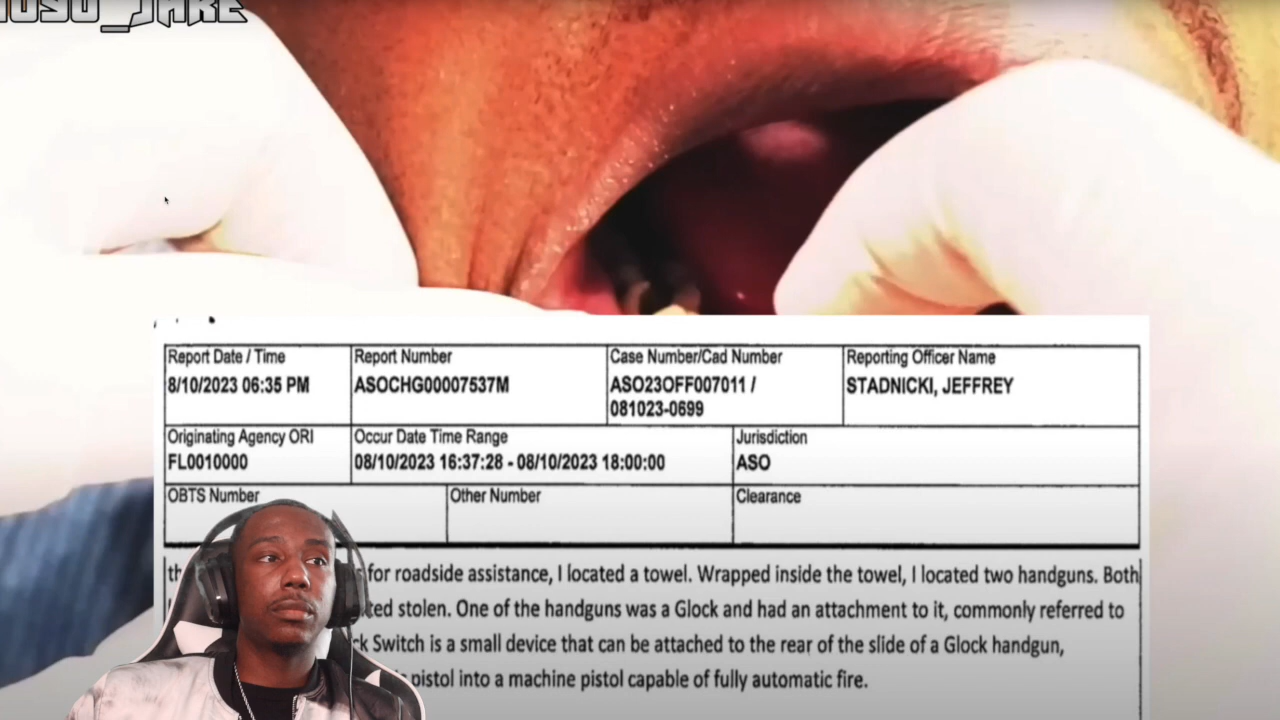 Report Date / Time
Report Number
Case Number/Cad Number
Reporting Officer Name
8/10/2023 06:35 PM
ASOCHG00007537M
ASO23OFF007011 /
081023-0699
STADNICKI, JEFFREY
Originating Agency ORI
Occur Date Time Range
Jurisdiction
FL0010000
08/10/2023 16:37:28 - 08/10/2023 18:00:00
ASO
OBTS Number
Other Number
Clearance
for roadside assistance, I located a towel. Wrapped inside the towel, I located two handguns. Both
stolen. One of the handguns was a Glock and had an attachment to it, commonly referred to
Switch is a small device that can be attached to the rear of the slide of a Glock handgun,
pistol into a machine pistol capable of fully automatic fire.